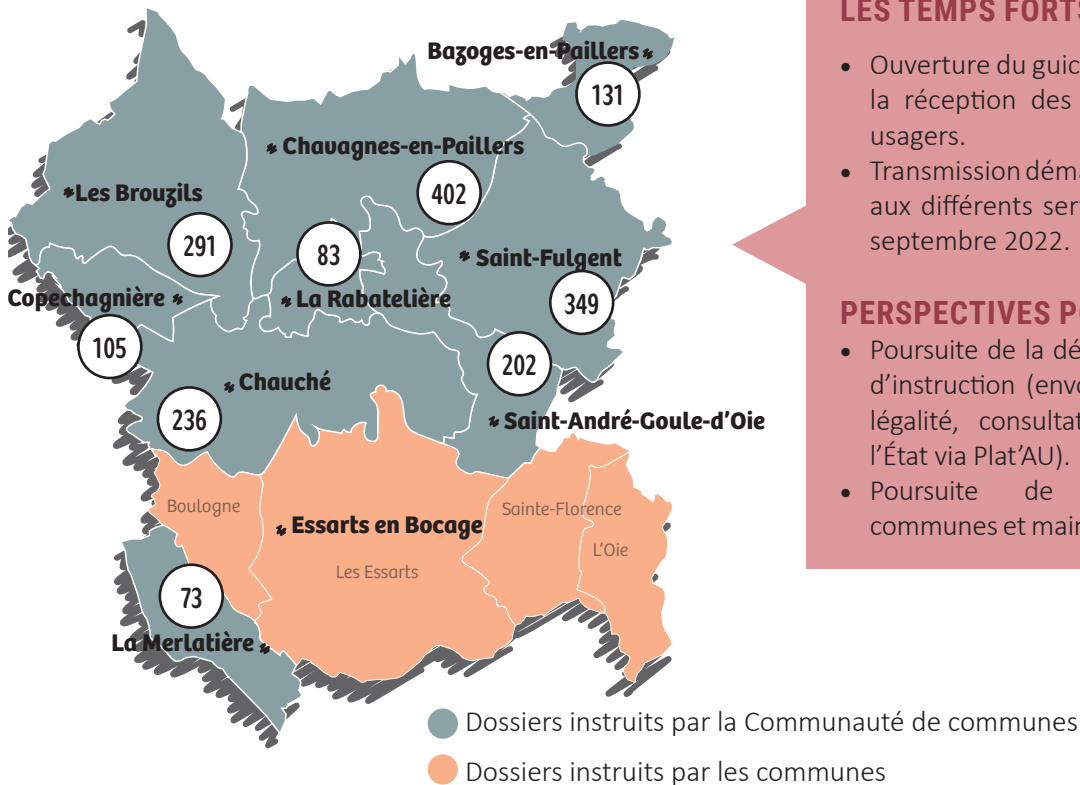 Bazoges-en-Paillers
131
Chavagnes-en-Paillers
402
Les Brouzils
291
83
Saint-Fulgent
349
Copechagnière
La Rabatelière
105
202
Chauché
236
Saint-André-Goule-d'Oie
Boulogne
Essarts en Bocage
Sainte-Florence
L'Oie
Les Essarts
73
La Merlatière
Dossiers instruits par la Communauté de communes
Dossiers instruits par les communes
LES TEMPS FORTS
• Ouverture du guic
la réception des
usagers.
• Transmission déma
aux différents ser
septembre 2022.
PERSPECTIVES P
• Poursuite de la dé
d'instruction (envo
légalité, consultat
l'État via Plat'AU).
• Poursuite de
communes et mair